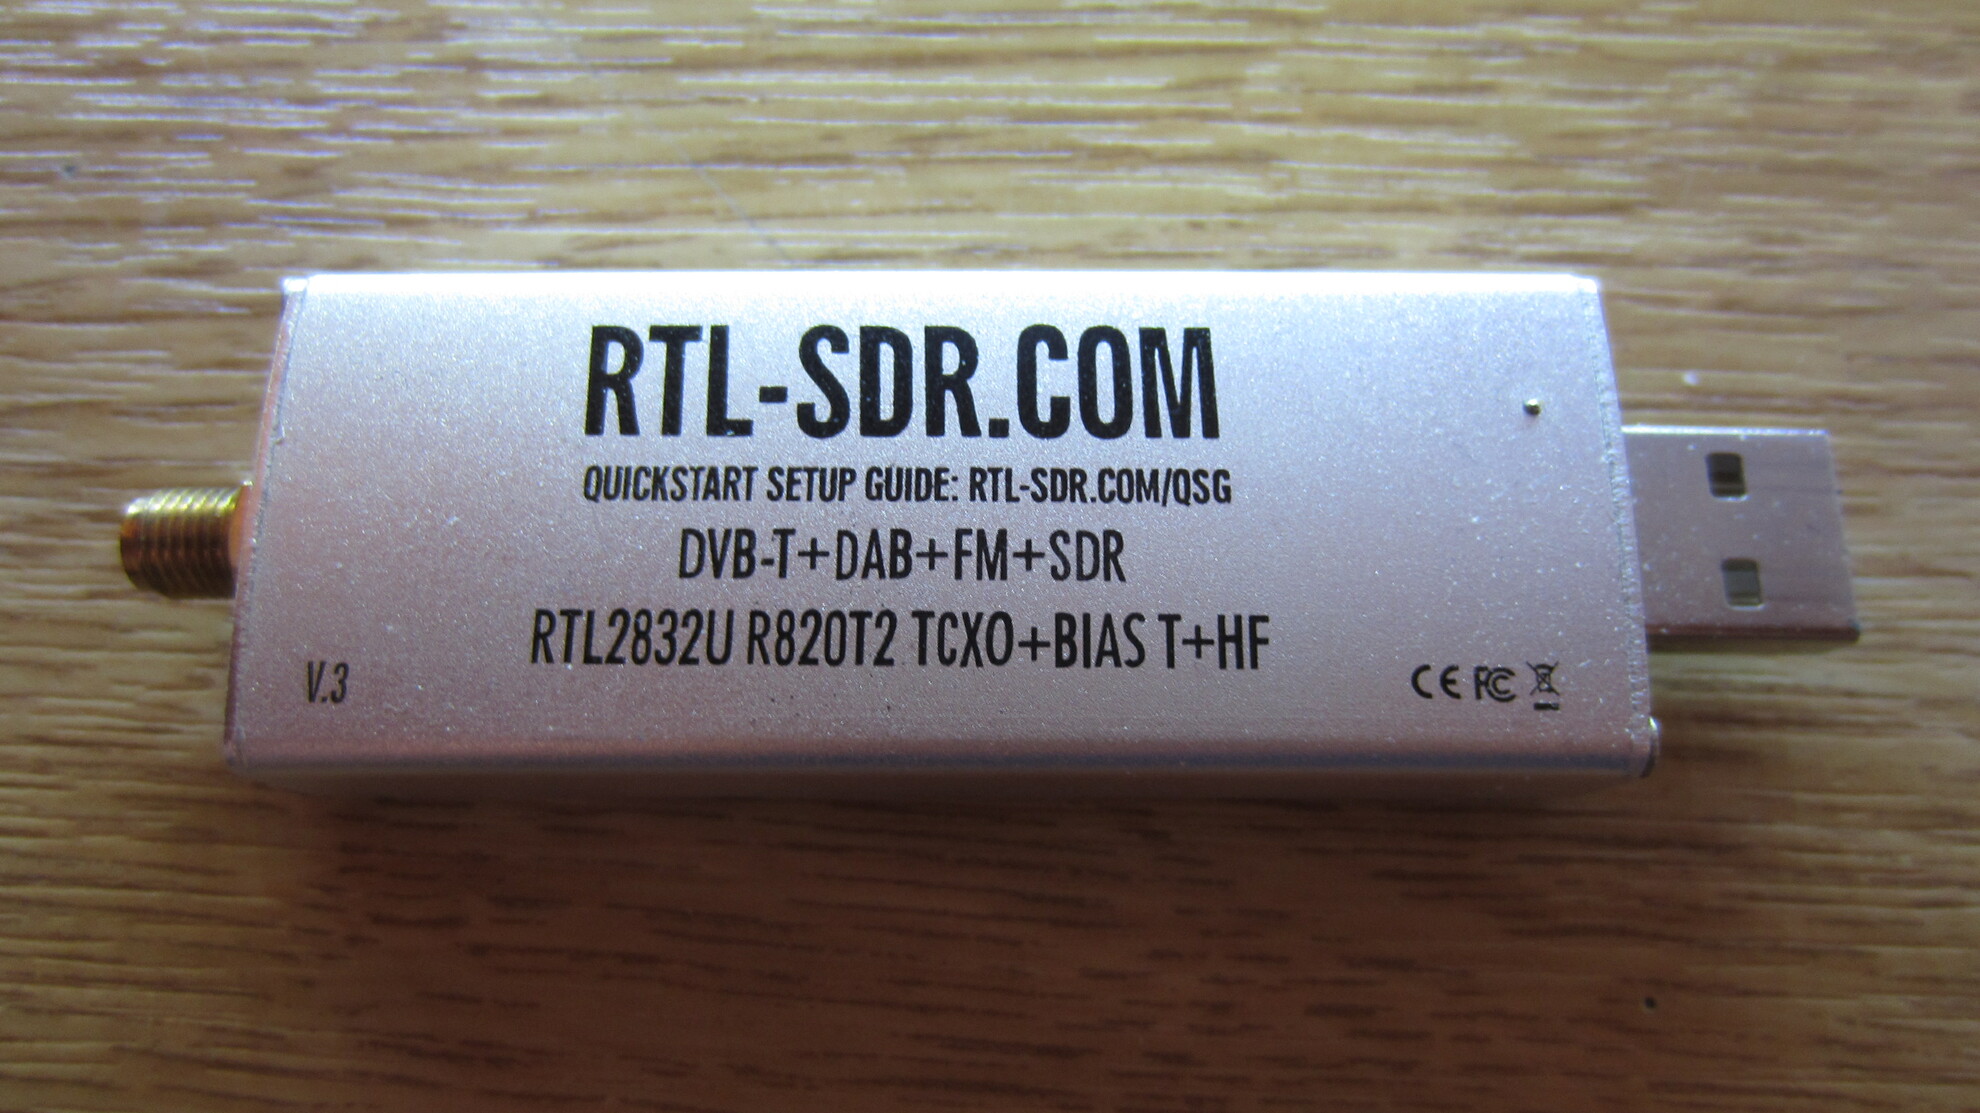 RTL-SDR.COM
QUICKSTART SETUP GUIDE: RTL-SDR.COM/QSG
DVB-T+DAB+FM+SDR
RTL2832U R820T2 TCXO+BIAS T+HF
V.3
CE FC